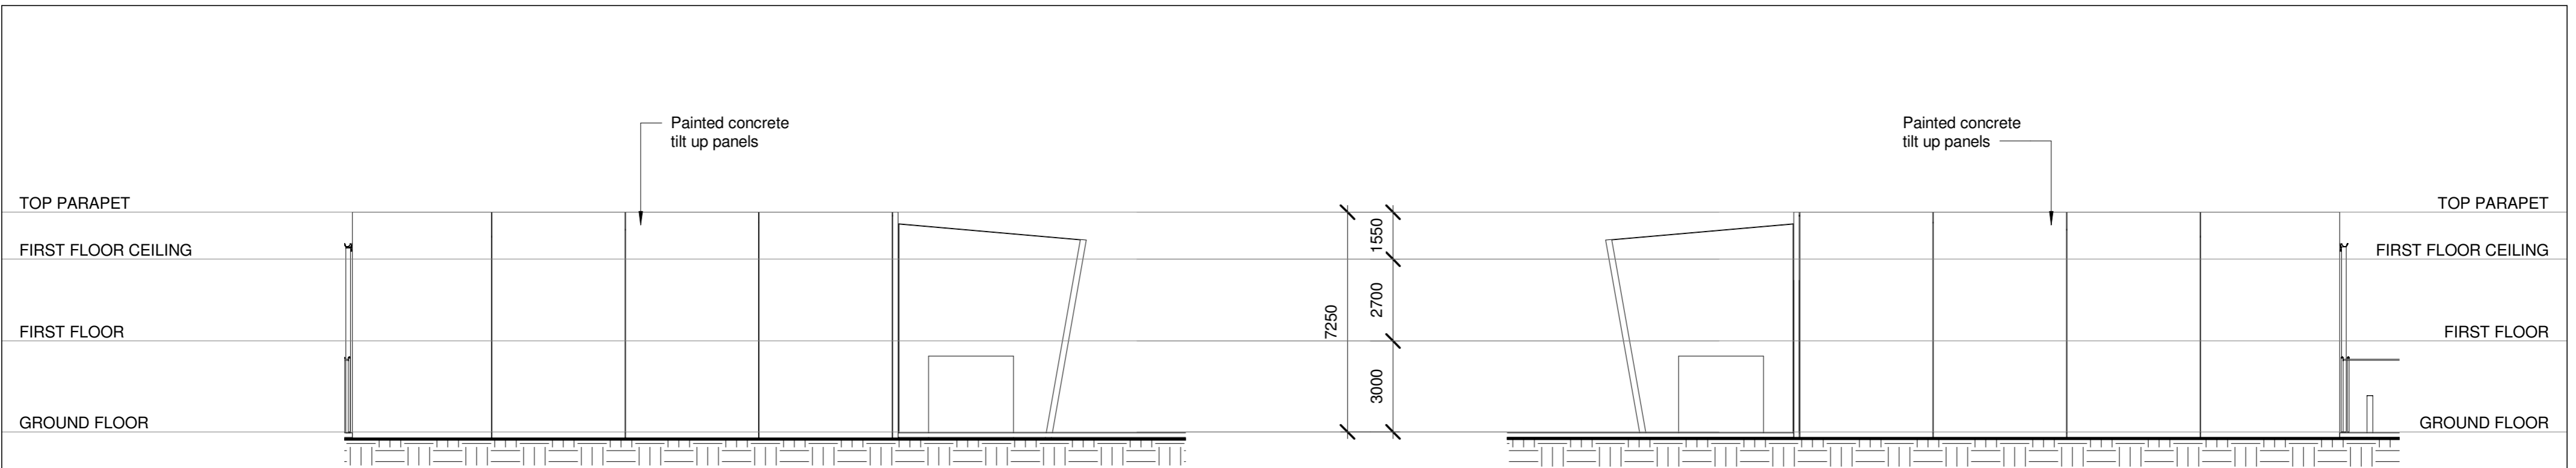 Painted concrete
tilt up panels
Painted concrete
tilt up panels
TOP PARAPET
TOP PARAPET
1550
FIRST FLOOR CEILING
FIRST FLOOR CEILING
2700
7250
FIRST FLOOR
FIRST FLOOR
3000
GROUND FLOOR
GROUND FLOOR